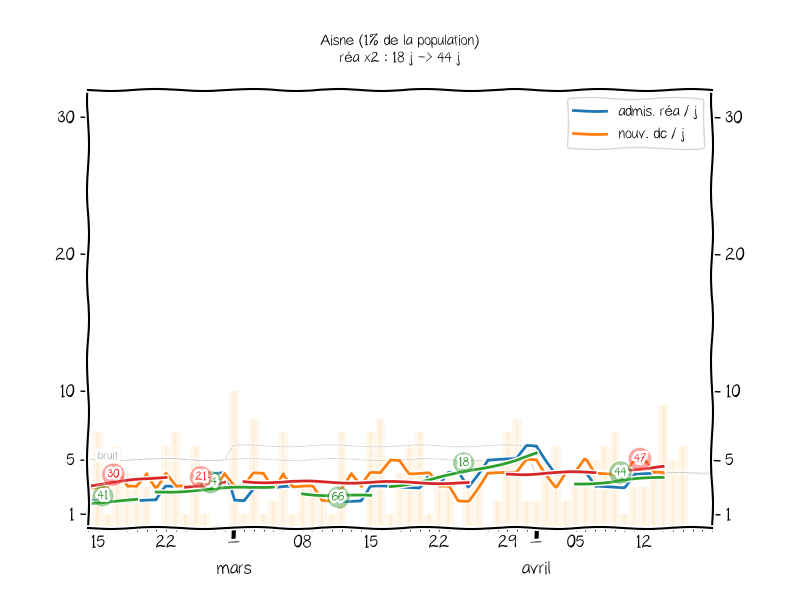 Aisne (1% de la population)
réa x2 : 18 j -> 44 j
admis. réa / j
nouv. dc / j
30 30
20 20
10 10
bruit
5 5
1 1
41 30 21 66 18 44 47
15 22 08 15 22 29 05 12
mars avril